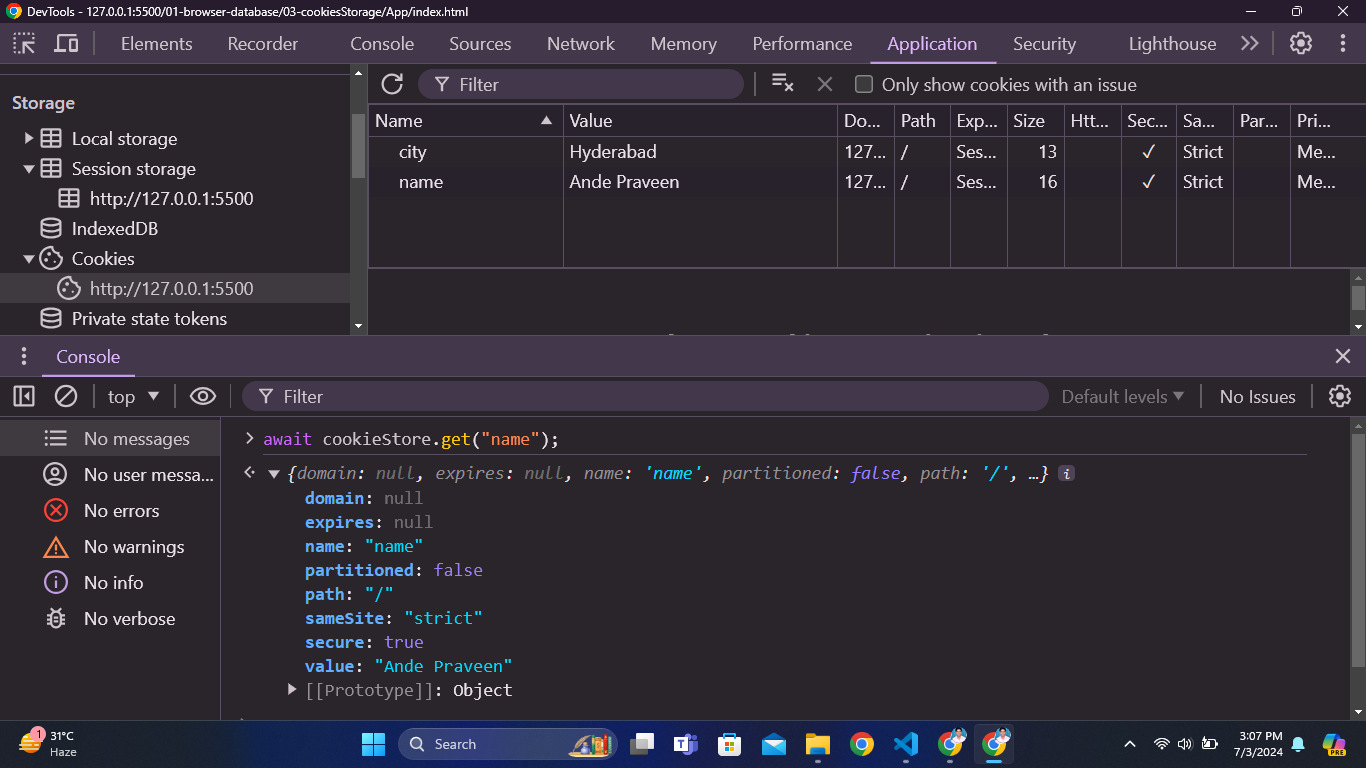 DevTools - 127.0.0.1:5500/01-browser-database/03-cookiesStorage/App/index.html
Elements Recorder Console Sources Network Memory Performance Application Security Lighthouse
Storage
Local storage
Session storage
http://127.0.0.1:5500
IndexedDB
Cookies
http://127.0.0.1:5500
Private state tokens
Filter Only show cookies with an issue
Name Value Do... Path Exp... Size Htt... Sec... Sa... Par... Pri...
city Hyderabad 127... / Ses... 13 ✓ Strict Me...
name Ande Praveen 127... / Ses... 16 ✓ Strict Me...
Console
top Filter Default levels No Issues
No messages
No user messa...
No errors
No warnings
No info
No verbose
await cookieStore.get("name");
{domain: null, expires: null, name: 'name', partitioned: false, path: '/', …}
domain: null
expires: null
name: "name"
partitioned: false
path: "/"
sameSite: "strict"
secure: true
value: "Ande Praveen"
[[Prototype]]: Object
1
31°C
Haze
Search
PRE
3:07 PM
7/3/2024